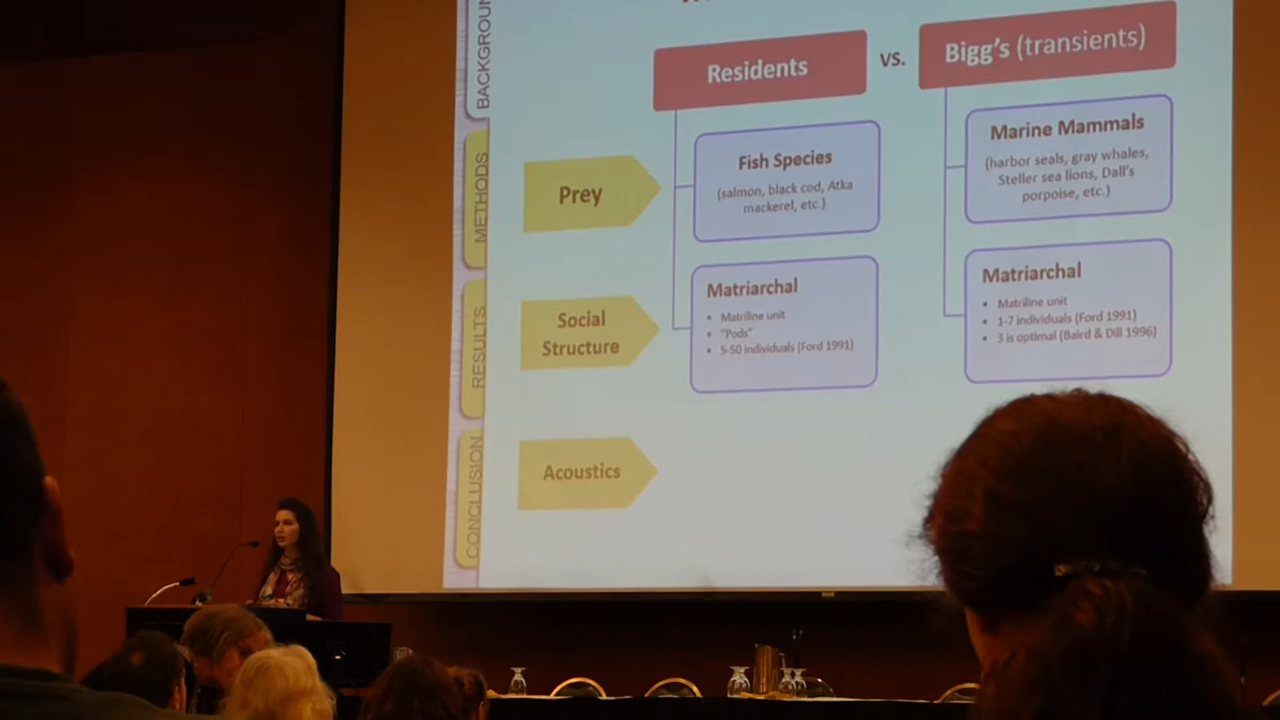 BACKGROUN
METHODS
RESULTS
CONCLUSION
Residents
vs.
Bigg's (transients)
Prey
Fish Species
(salmon, black cod, Atka
mackerel, etc.)
Marine Mammals
(harbor seals, gray whales,
Steller sea lions, Dall's
porpoise, etc.)
Social
Structure
Matriarchal
• Matriline unit
• "Pods"
• 5-50 individuals (Ford 1991)
Matriarchal
• Matriline unit
• 1-7 individuals (Ford 1991)
• 3 is optimal (Baird & Dill 1996)
Acoustics